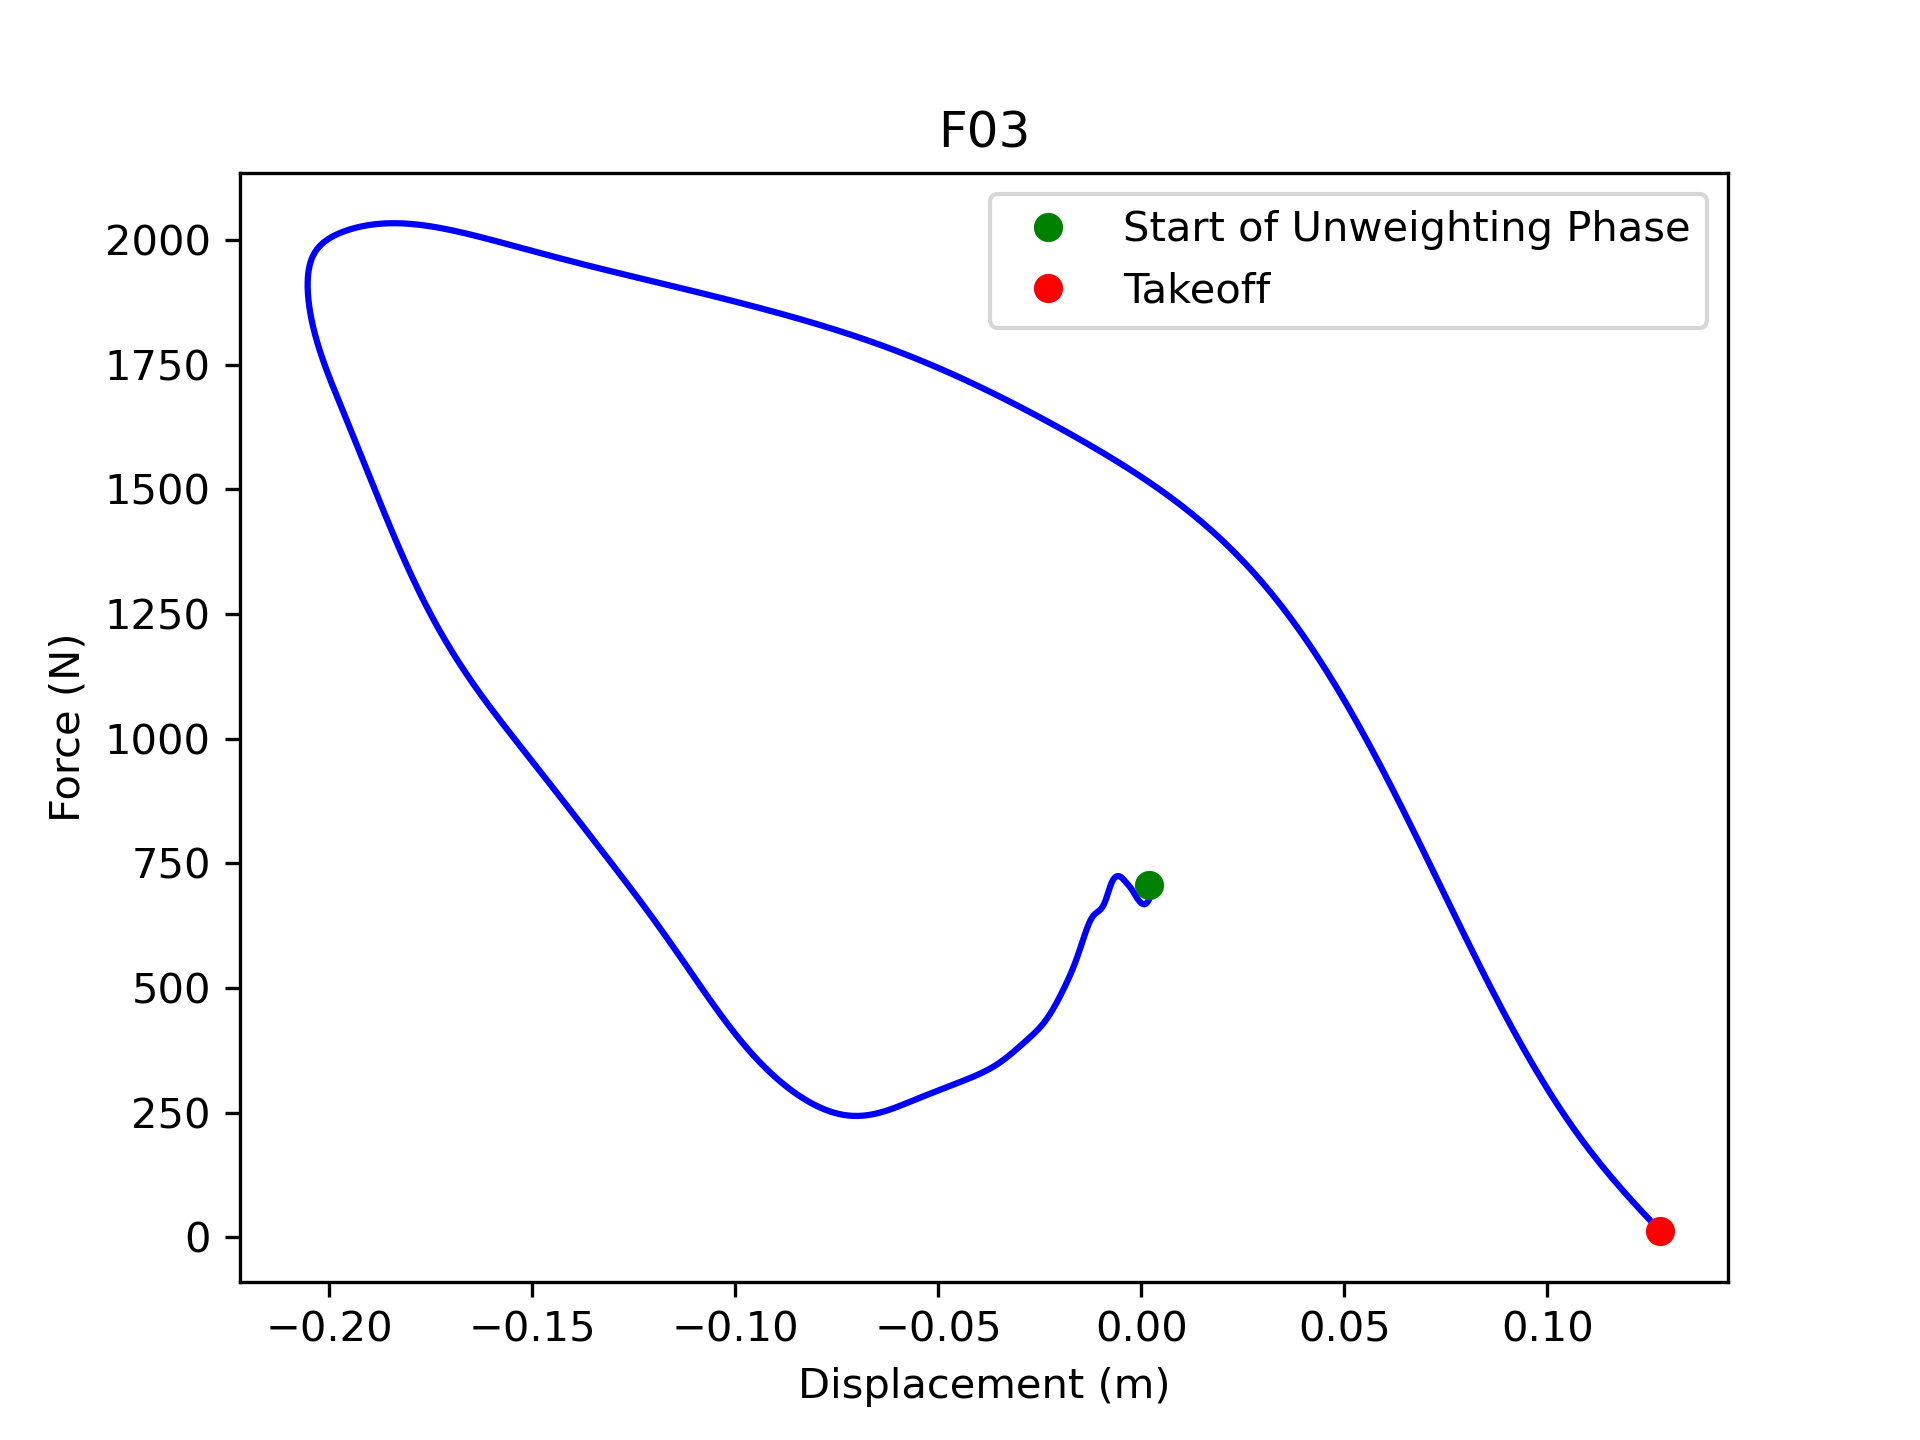 F03
Start of Unweighting Phase
Takeoff
2000
1750
1500
1250
1000
750
500
250
0
Force (N)
−0.20 −0.15 −0.10 −0.05 0.00 0.05 0.10
Displacement (m)